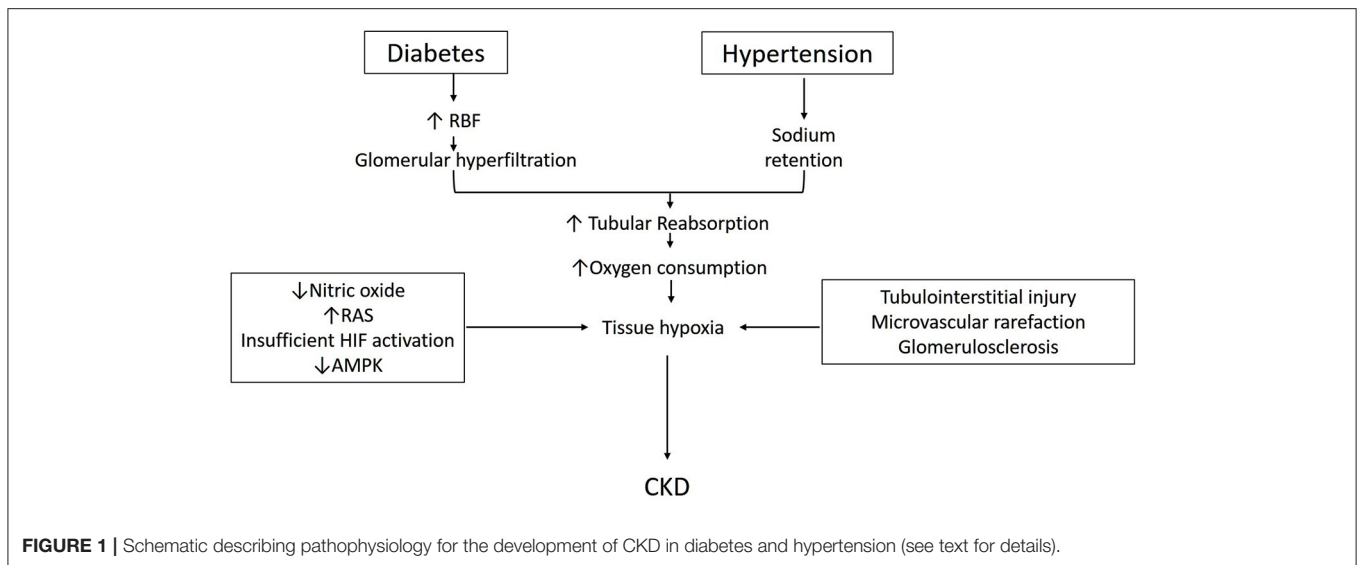 Diabetes
Hypertension
↑ RBF
Glomerular hyperfiltration
Sodium
retention
↑ Tubular Reabsorption
↑Oxygen consumption
↓Nitric oxide
↑RAS
Insufficient HIF activation
↓AMPK
Tissue hypoxia
Tubulointerstitial injury
Microvascular rarefaction
Glomerulosclerosis
CKD
FIGURE 1 | Schematic describing pathophysiology for the development of CKD in diabetes and hypertension (see text for details).